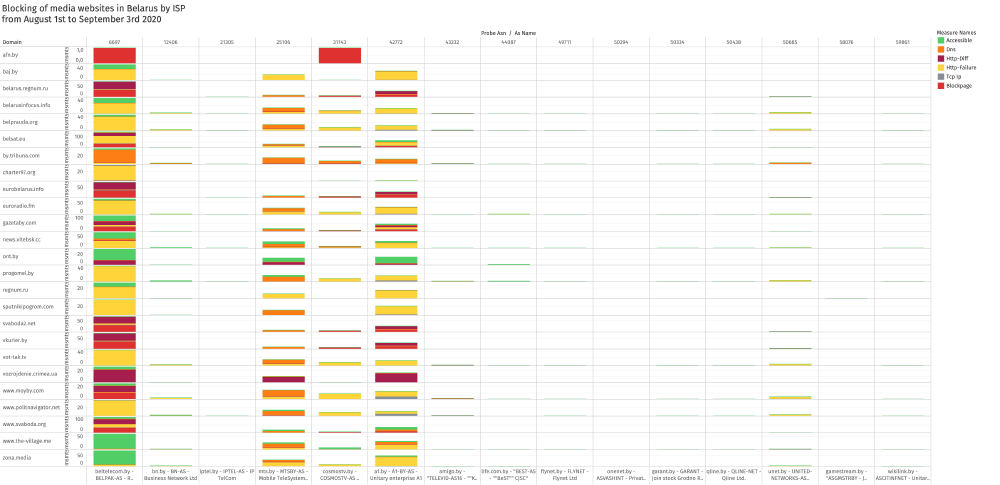 Blocking of media websites in Belarus by ISP
from August 1st to September 3rd 2020
Probe Asn / As Name
Domain 6697 12406 21305 25106 31143 42772 43232 44087 49711 50294 50334 50438 50685 58076 59861
Measure Names
Accessible
Dns
Http-Diff
Http-Failure
Tcp Ip
Blockpage
afn.by 1,0 0,0
baj.by 40 0
belarus.regnum.ru 50 0
belarusinfocus.info 40 0
belprauda.org 40 0
belsat.eu 100 0
by.tribuna.com 20
charter97.org 20
eurobelarus.info 50
euroradio.fm 50 0
gazetaby.com 100 0
news.vitebsk.cc 50 0
ont.by 20 0
progomel.by 40 0
regnum.ru 20
sputnikipogrom.com 20
svaboda2.net 50 0
vkurier.by 50 0
vot-tak.tv 40 0
vozrojdenie.crimea.ua 20 0
www.moyby.com 20 0
www.politnavigator.net 20
www.svaboda.org 100 0
www.the-village.me 50 0
zona.media 50 0
beltelecom.by - bn.by - BN-AS - iptel.by - IPTEL-AS - IP mts.by - MTSBY-AS - cosmostv.by - a1.by - A1-BY-AS - amigo.by - life.com.by - "BEST-AS flynet.by - FLYNET - onenet.by - garant.by - GARANT - qline.by - QLINE-NET - unet.by - UNITED- gamestream.by - wikilink.by -
BELPAK-AS - R.. Business Network Ltd TelCom Mobile TeleSystem.. COSMOSTV-AS .. Unitary enterprise A1 "TELEVID-AS16 - ""K.. - ""BeST"" CJSC" Flynet Ltd ASVASHINT - Privat.. Join stock Grodno R.. Qline Ltd. NETWORKS-AS.. "ASGMSTRBY - J.. ASCITINFNET - Unitar..